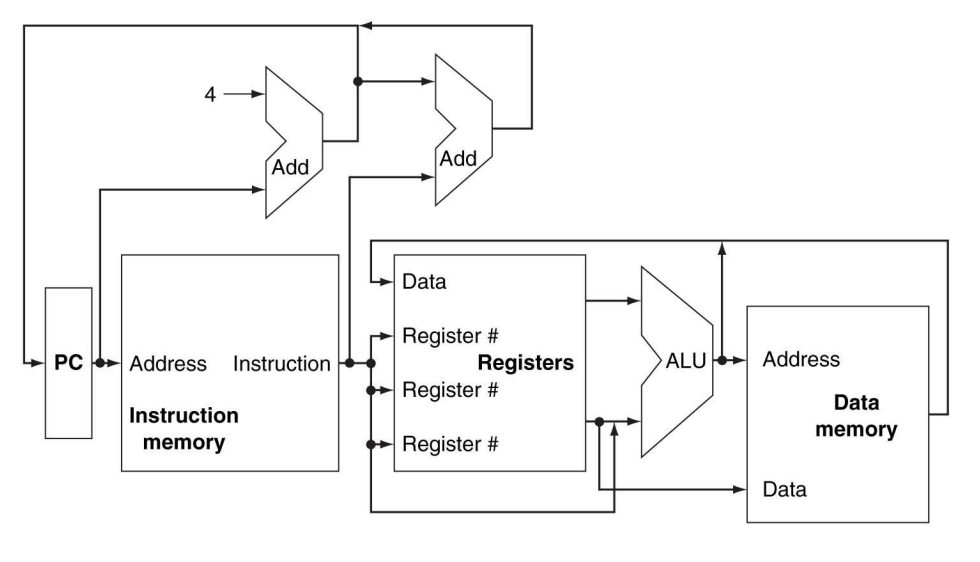 4
Add
Add
PC
Address
Instruction
Instruction
memory
Data
Register #
Registers
Register #
Register #
ALU
Address
Data
memory
Data